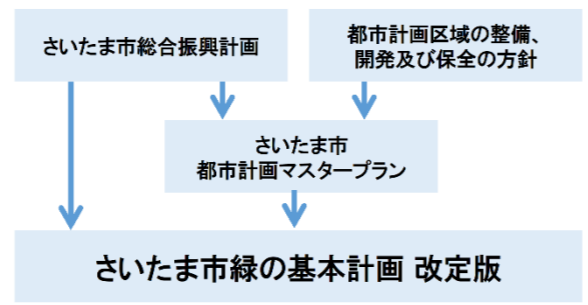 さいたま市総合振興計画
都市計画区域の整備、
開発及び保全の方針
さいたま市
都市計画マスタープラン
さいたま市緑の基本計画 改定版